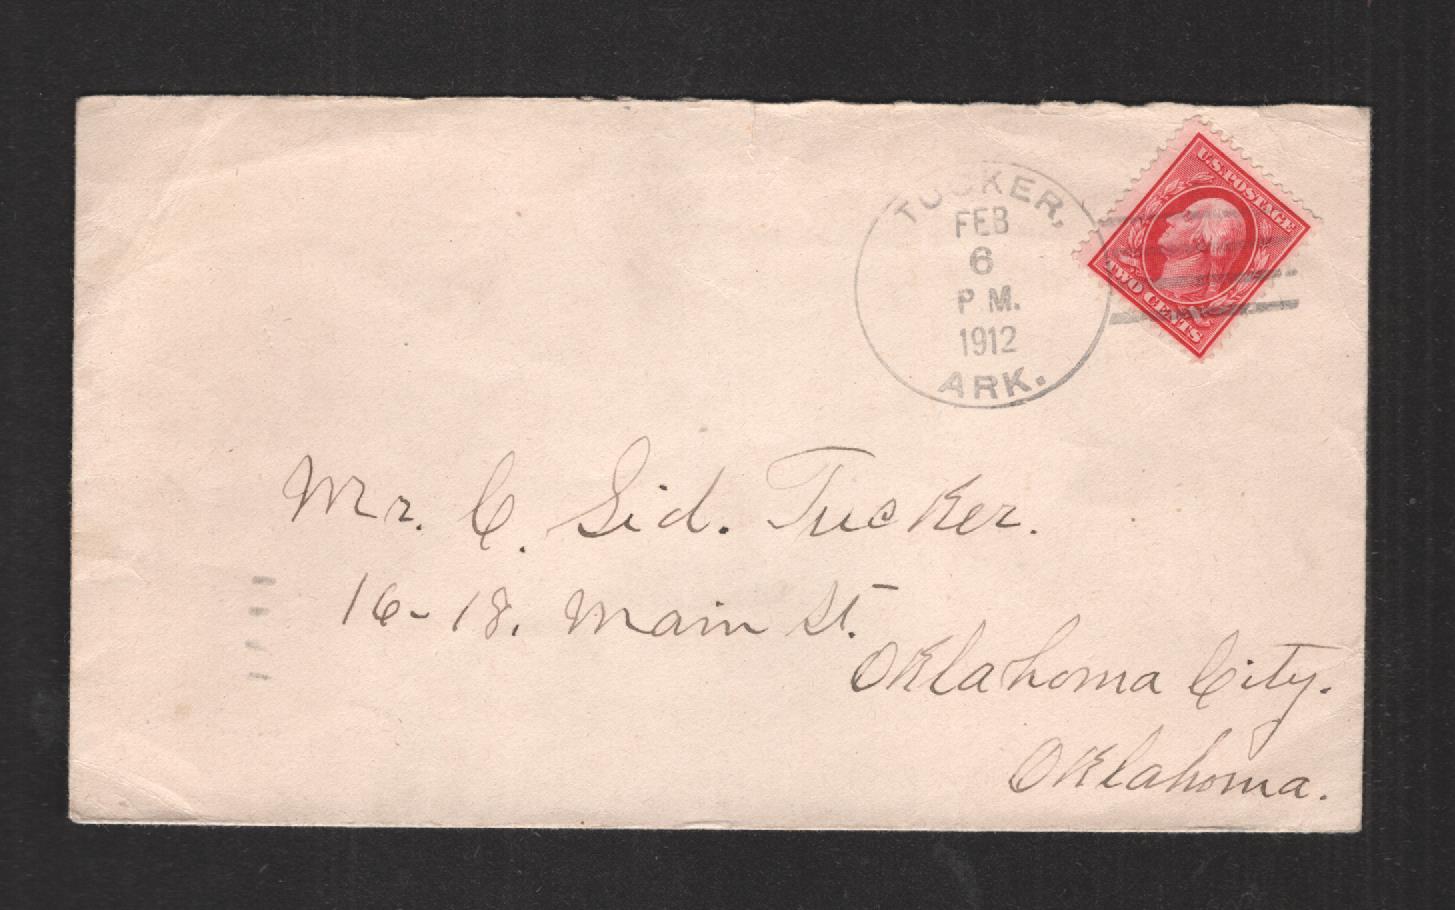 TUCKER,
FEB
6
P M.
1912
ARK.
U.S. POSTAGE
TWO CENTS
Mr. C. Sid. Tucker.
16-18. Main St.
Oklahoma City.
Oklahoma.